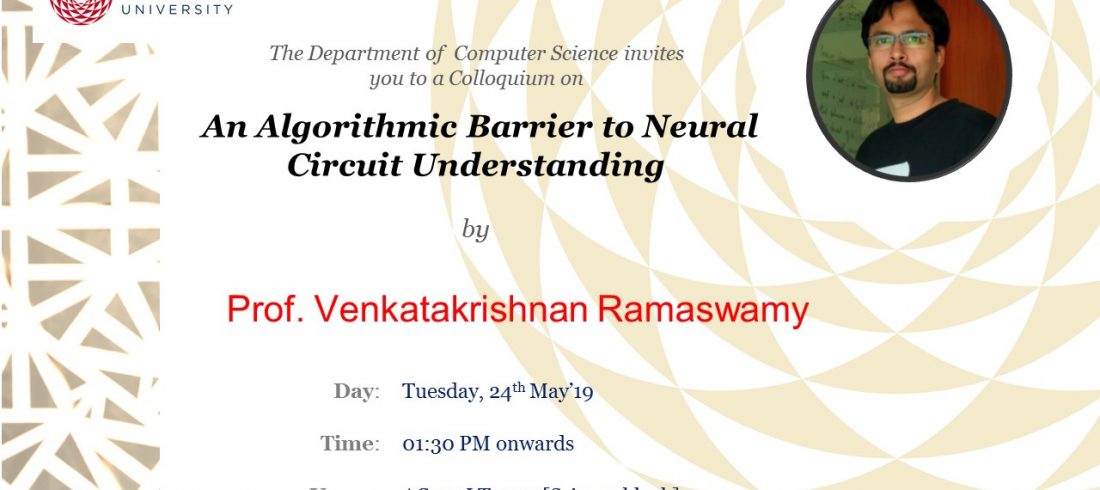 UNIVERSITY
The Department of Computer Science invites
you to a Colloquium on
An Algorithmic Barrier to Neural
Circuit Understanding
by
Prof. Venkatakrishnan Ramaswamy
Day: Tuesday, 24th May'19
Time: 01:30 PM onwards